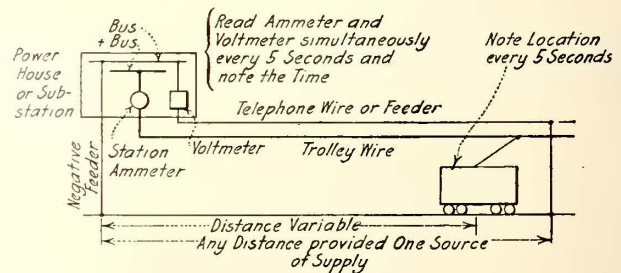 Bus
+ Bus
Power
House
or Sub-
station
Read Ammeter and
Voltmeter simultaneously
every 5 Seconds and
note the Time
Note Location
every 5 Seconds
Telephone Wire or Feeder
Station
Ammeter
Voltmeter
Trolley Wire
Negative
Feeder
Distance Variable
Any Distance provided One Source
of Supply